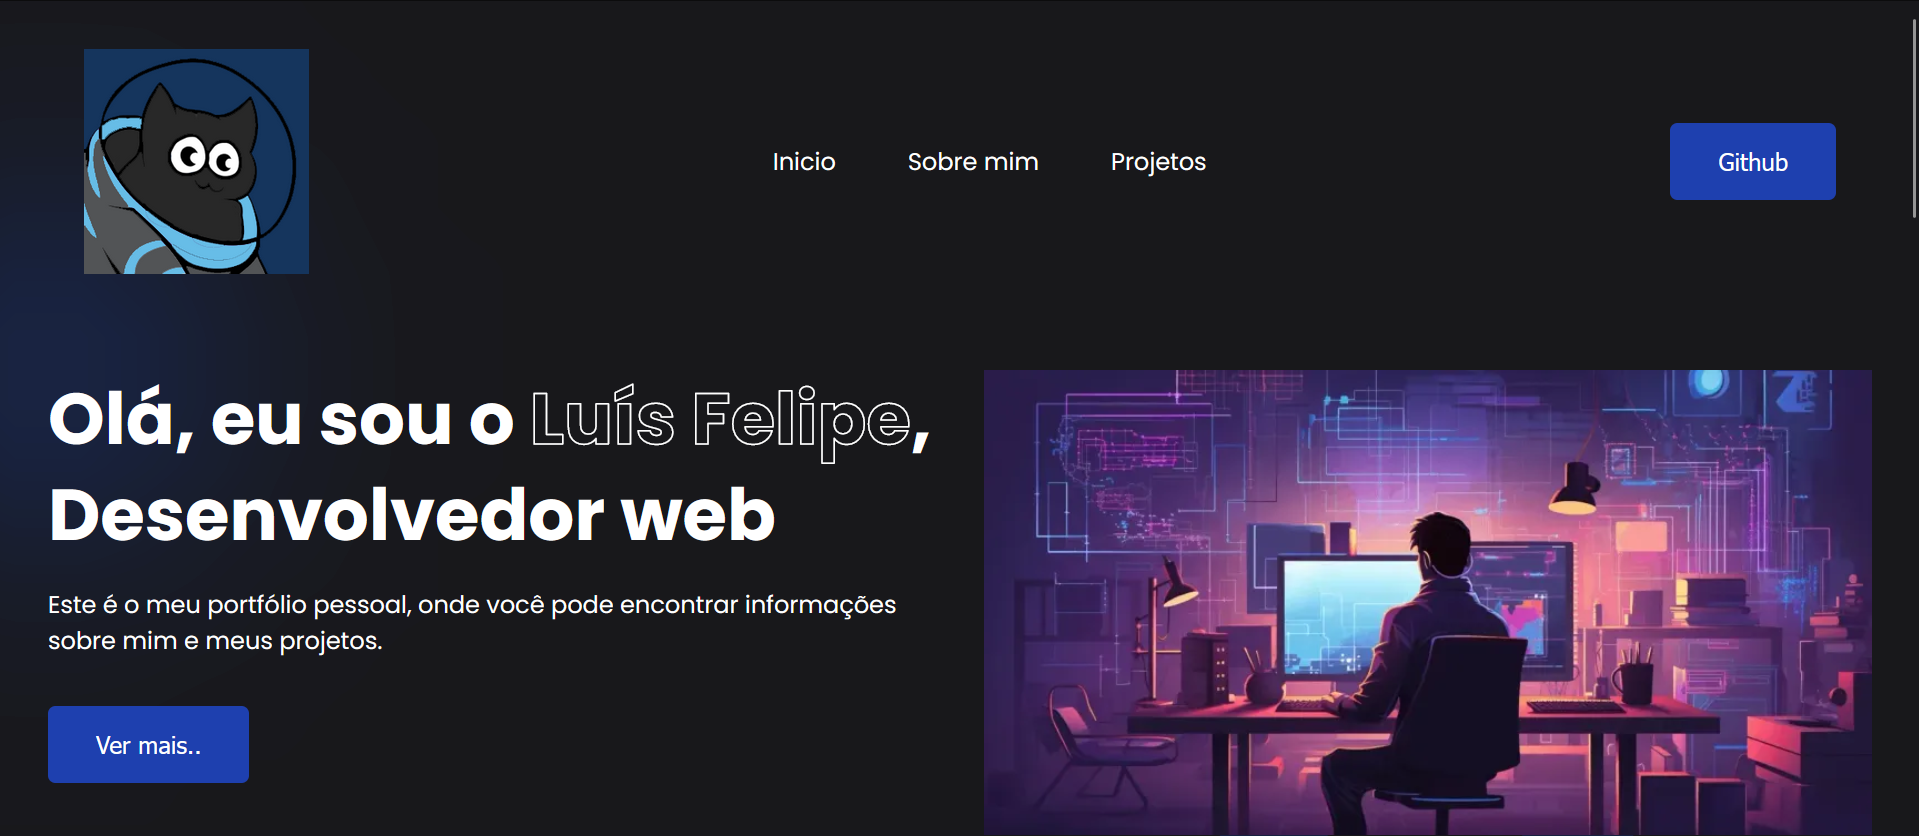 Inicio
Sobre mim
Projetos
Github
Olá, eu sou o Luís Felipe,
Desenvolvedor web
Este é o meu portfólio pessoal, onde você pode encontrar informações
sobre mim e meus projetos.
Ver mais..